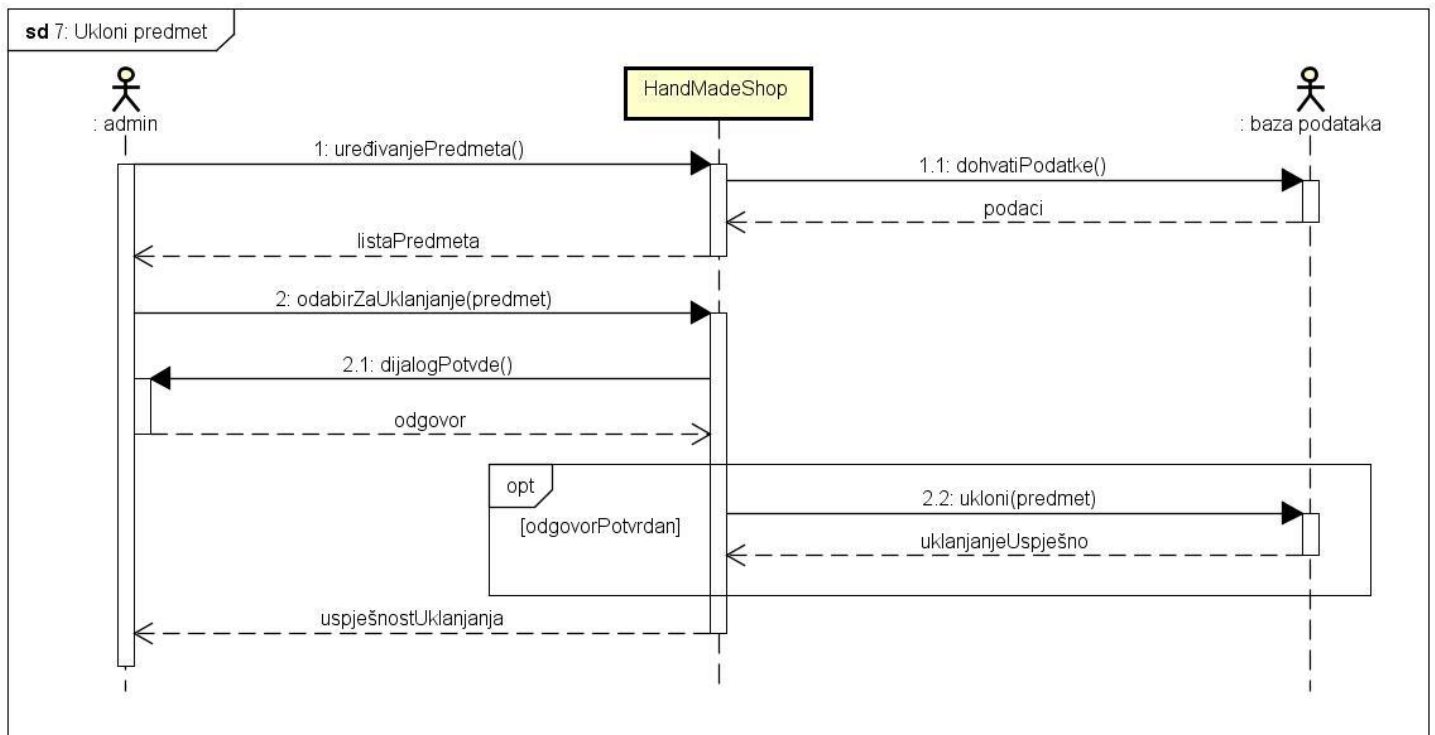 sd 7: Ukloni predmet
: admin
HandMadeShop
: baza podataka
1: uređivanjePredmeta()
1.1: dohvatiPodatke()
podaci
listaPredmeta
2: odabirZaUklanjanje(predmet)
2.1: dijalogPotvde()
odgovor
opt
2.2: ukloni(predmet)
[odgovorPotvrdan]
uklanjanjeUspješno
uspješnostUklanjanja